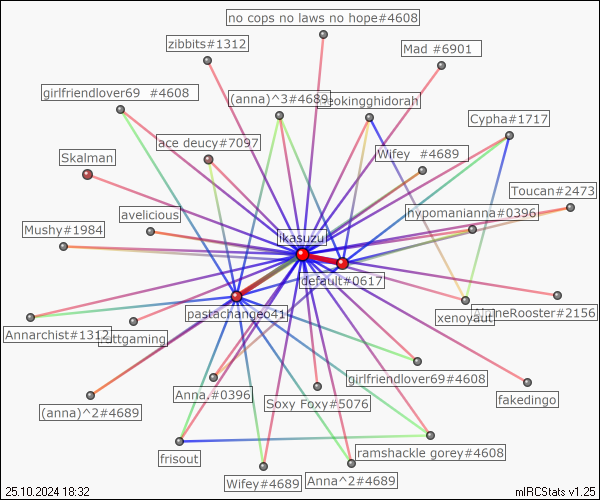 no cops no laws no hope#4608
zibbits#1312
Mad #6901
girlfriendlover69 #4608
(anna)^3#4689
eokingghidorah
Cypha#1717
ace deucy#7097
Wifey #4689
Skalman
Toucan#2473
avelicious
hypomanianna#0396
Mushy#1984
ikasuzu
default#0617
pastachangeo41
xenoyaut
neRooster#2156
Annarchist#1312
ttgaming
girlfriendlover69#4608
Anna.#0396
Soxy Foxy#5076
fakedingo
(anna)^2#4689
ramshackle gorey#4608
frisout
Wifey#4689
Anna^2#4689
25.10.2024 18:32
mIRCStats v1.25